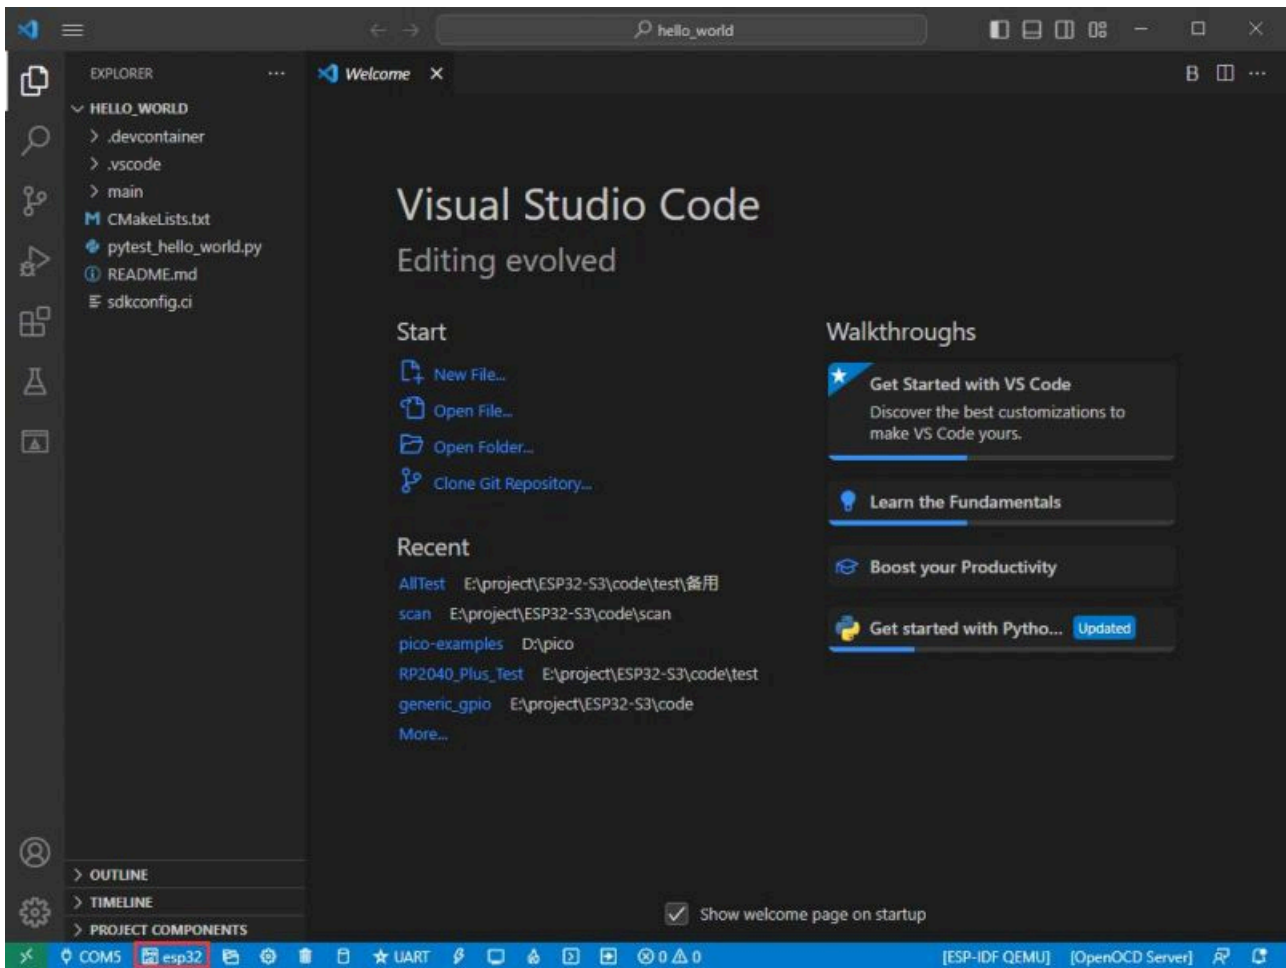 hello_world
EXPLORER
Welcome
HELLO_WORLD
.devcontainer
.vscode
main
CMakeLists.txt
pytest_hello_world.py
README.md
sdkconfig.ci
OUTLINE
TIMELINE
PROJECT COMPONENTS
Visual Studio Code
Editing evolved
Start
New File...
Open File...
Open Folder...
Clone Git Repository...
Recent
AllTest E:\project\ESP32-S3\code\test\备用
scan E:\project\ESP32-S3\code\scan
pico-examples D:\pico
RP2040_Plus_Test E:\project\ESP32-S3\code\test
generic_gpio E:\project\ESP32-S3\code
More...
Walkthroughs
Get Started with VS Code
Discover the best customizations to
make VS Code yours.
Learn the Fundamentals
Boost your Productivity
Get started with Pytho... Updated
Show welcome page on startup
COM5 esp32 UART 0 0 [ESP-IDF QEMU] [OpenOCD Server]